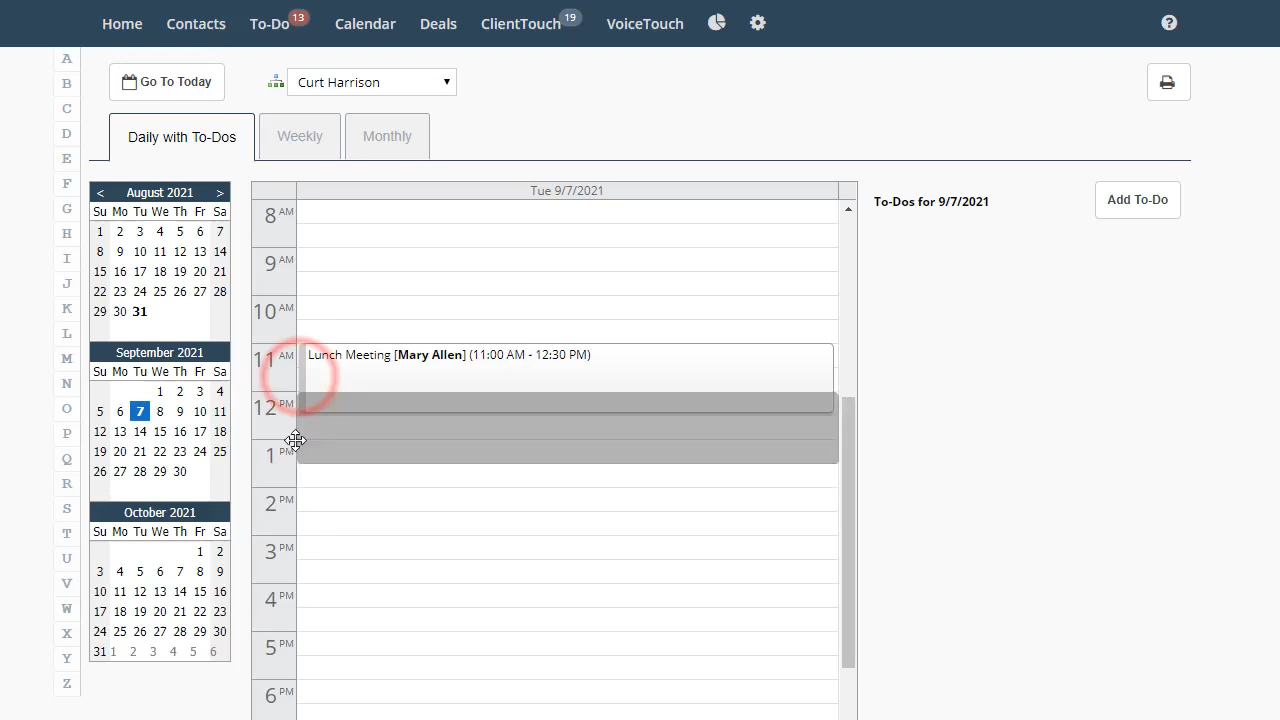 Home Contacts To-Do 13 Calendar Deals ClientTouch 19 VoiceTouch
A
B
C
D
E
F
G
H
I
J
K
L
M
N
O
P
Q
R
S
T
U
V
W
X
Y
Z
Go To Today
Curt Harrison
Daily with To-Dos Weekly Monthly
< August 2021 >
Su Mo Tu We Th Fr Sa
1 2 3 4 5 6 7
8 9 10 11 12 13 14
15 16 17 18 19 20 21
22 23 24 25 26 27 28
29 30 31
September 2021
Su Mo Tu We Th Fr Sa
1 2 3 4
5 6 7 8 9 10 11
12 13 14 15 16 17 18
19 20 21 22 23 24 25
26 27 28 29 30
October 2021
Su Mo Tu We Th Fr Sa
1 2
3 4 5 6 7 8 9
10 11 12 13 14 15 16
17 18 19 20 21 22 23
24 25 26 27 28 29 30
31 1 2 3 4 5 6
Tue 9/7/2021
8 AM
9 AM
10 AM
11 AM
Lunch Meeting [Mary Allen] (11:00 AM - 12:30 PM)
12 PM
1 PM
2 PM
3 PM
4 PM
5 PM
6 PM
To-Dos for 9/7/2021
Add To-Do